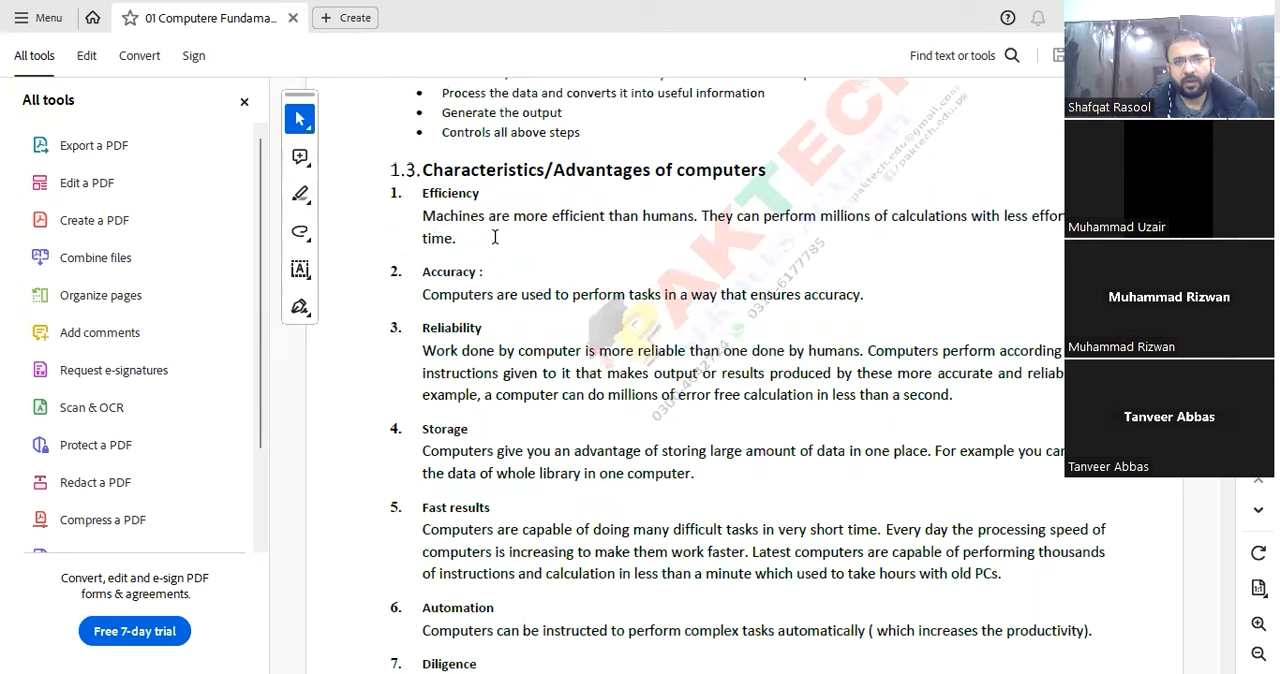 Menu
01 Computere Fundama...
Create
All tools
Edit
Convert
Sign
Find text or tools
All tools
Export a PDF
Edit a PDF
Create a PDF
Combine files
Organize pages
Add comments
Request e-signatures
Scan & OCR
Protect a PDF
Redact a PDF
Compress a PDF
Convert, edit and e-sign PDF
forms & agreements.
Free 7-day trial
Process the data and converts it into useful information
Generate the output
Controls all above steps
1.3. Characteristics/Advantages of computers
1. Efficiency
Machines are more efficient than humans. They can perform millions of calculations with less effor
time.
2. Accuracy :
Computers are used to perform tasks in a way that ensures accuracy.
3. Reliability
Work done by computer is more reliable than one done by humans. Computers perform according
instructions given to it that makes output or results produced by these more accurate and reliab
example, a computer can do millions of error free calculation in less than a second.
4. Storage
Computers give you an advantage of storing large amount of data in one place. For example you can
the data of whole library in one computer.
5. Fast results
Computers are capable of doing many difficult tasks in very short time. Every day the processing speed of
computers is increasing to make them work faster. Latest computers are capable of performing thousands
of instructions and calculation in less than a minute which used to take hours with old PCs.
6. Automation
Computers can be instructed to perform complex tasks automatically ( which increases the productivity).
7. Diligence
PAKTEC
Shafqat Rasool
Muhammad Uzair
Muhammad Rizwan
Muhammad Rizwan
Tanveer Abbas
Tanveer Abbas